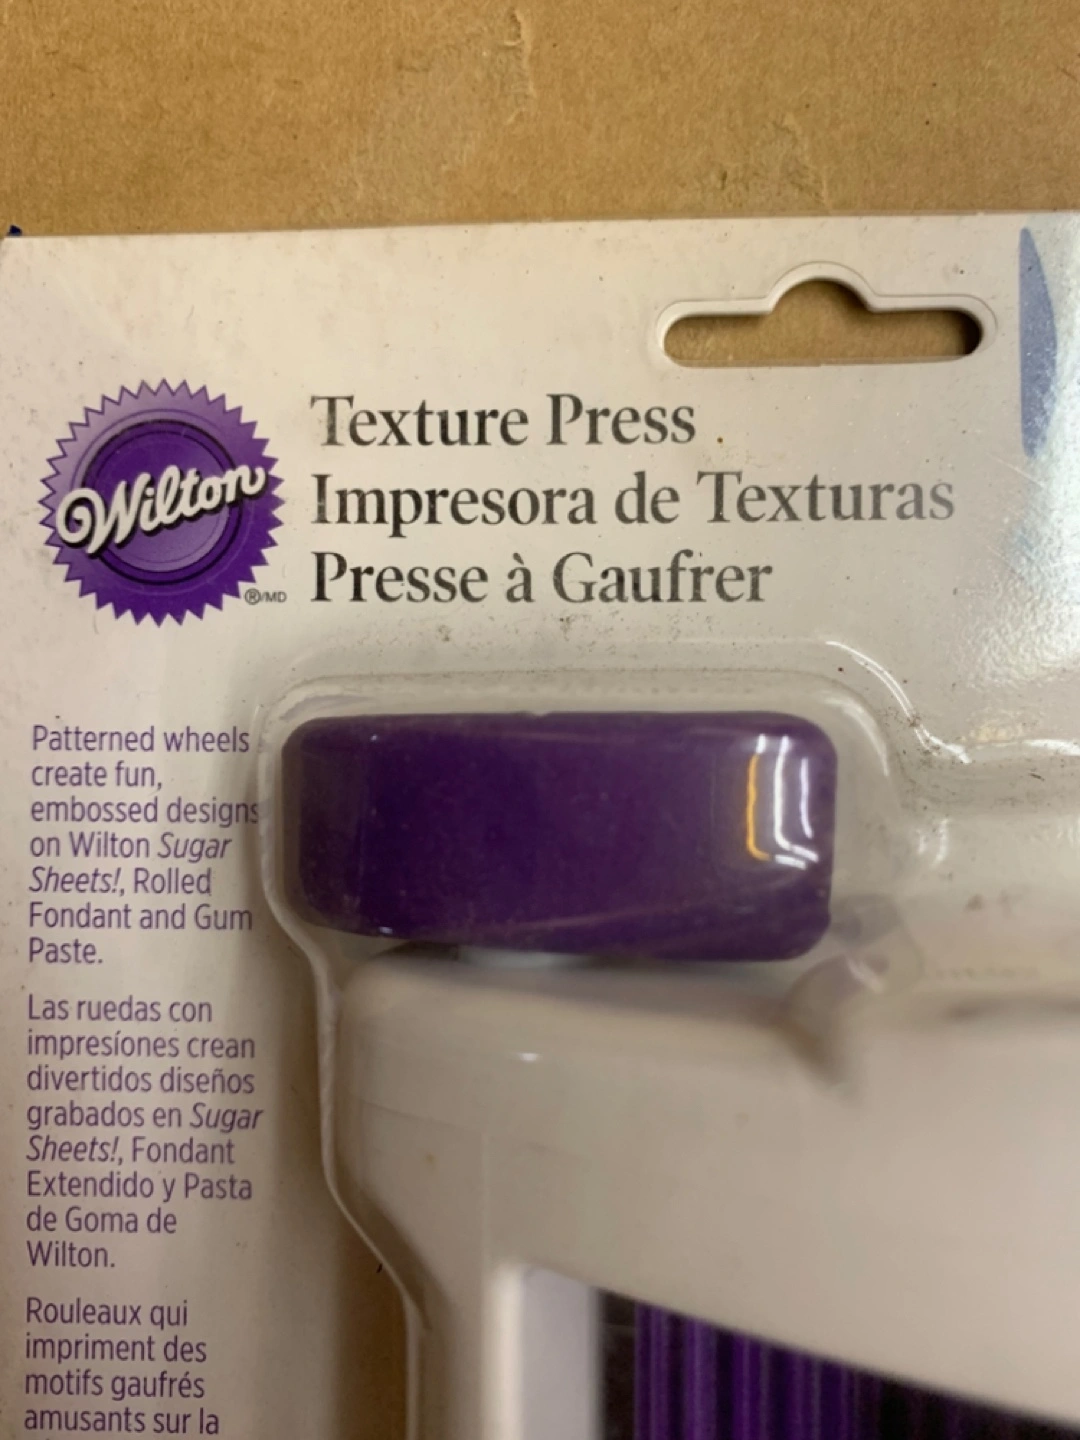 Texture Press
Impresora de Texturas
Presse à Gaufrer
Wilton
®/MD
Patterned wheels
create fun,
embossed designs
on Wilton Sugar
Sheets!, Rolled
Fondant and Gum
Paste.
Las ruedas con
impresíones crean
divertidos diseños
grabados en Sugar
Sheets!, Fondant
Extendido y Pasta
de Goma de
Wilton.
Rouleaux qui
impriment des
motifs gaufrés
amusants sur la